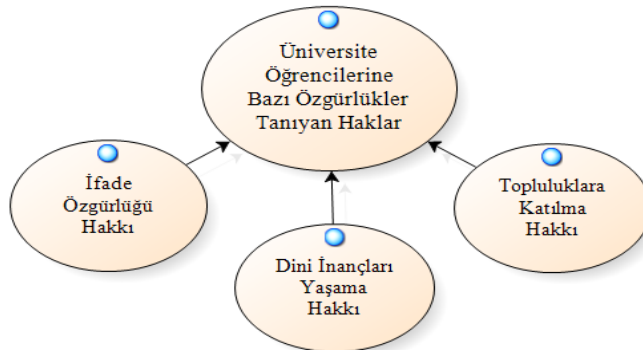 Üniversite
Öğrencilerine
Bazı Özgürlükler
Tanıyan Haklar
İfade
Özgürlüğü
Hakkı
Dini İnançları
Yaşama
Hakkı
Topluluklara
Katılma
Hakkı